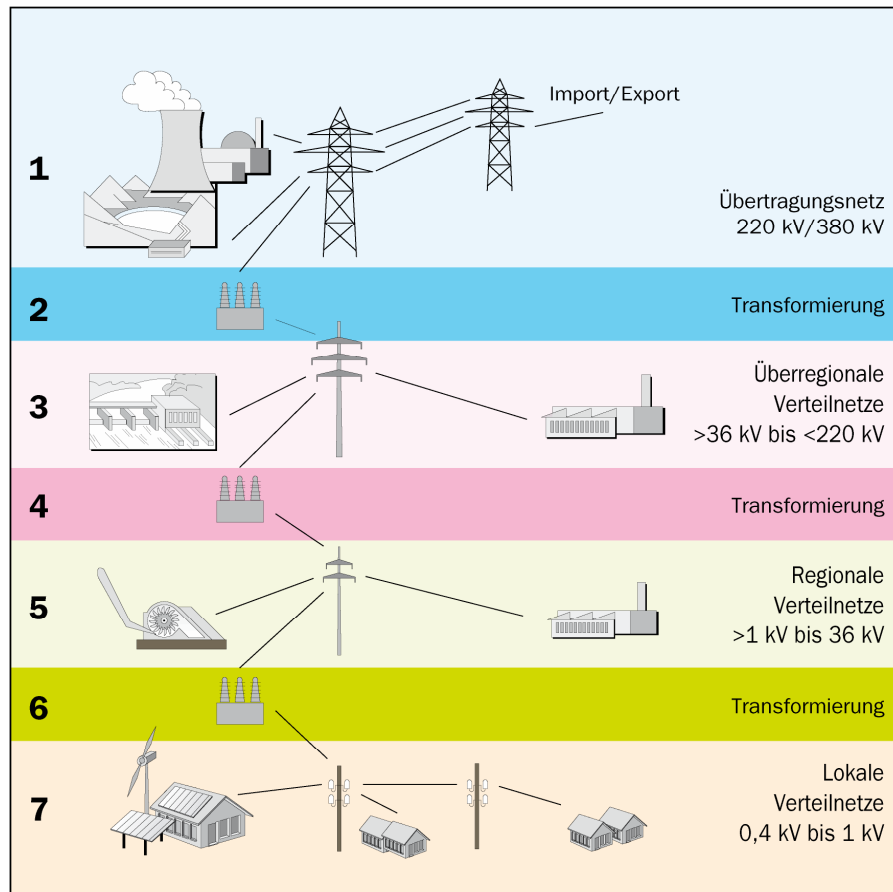 Import/Export
1
Übertragungsnetz
220 kV/380 kV
2
Transformierung
3
Überregionale
Verteilnetze
>36 kV bis <220 kV
4
Transformierung
5
Regionale
Verteilnetze
>1 kV bis 36 kV
6
Transformierung
7
Lokale
Verteilnetze
0,4 kV bis 1 kV